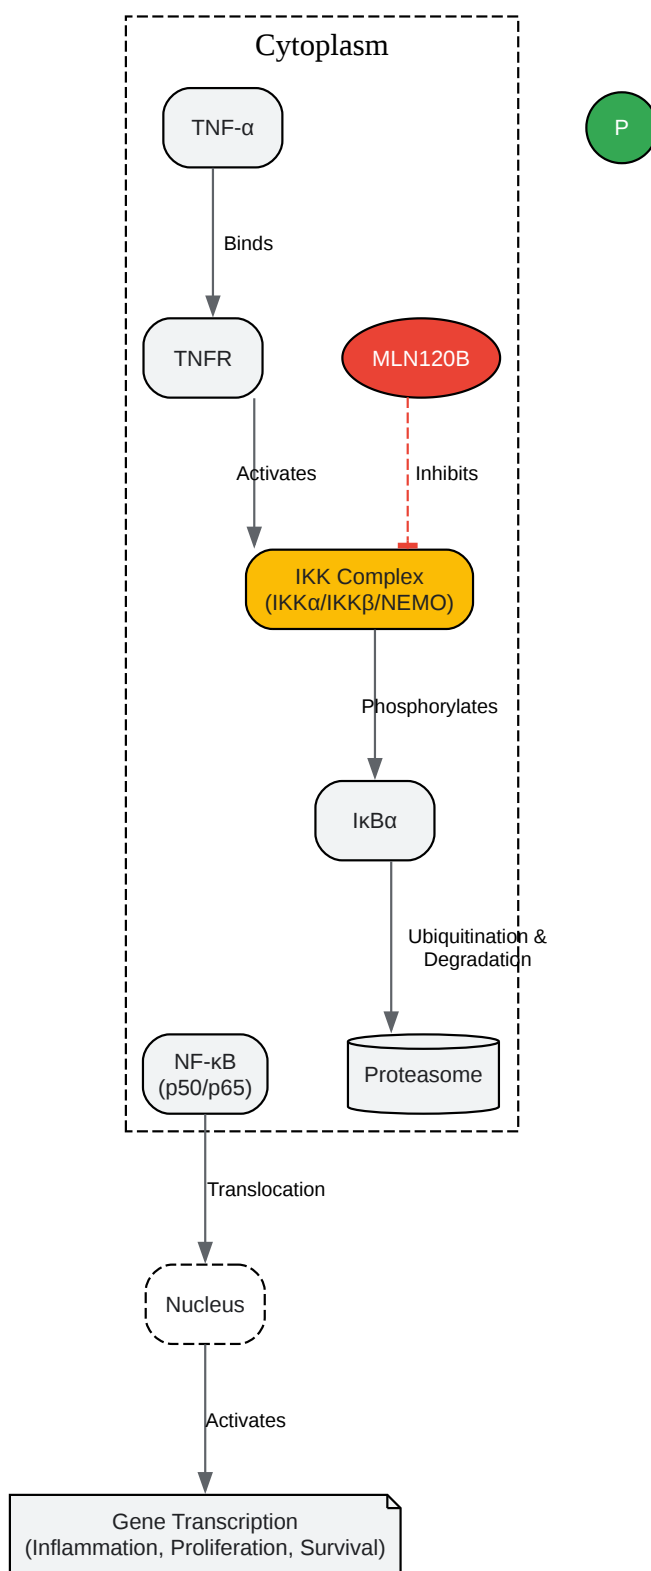 Cytoplasm
TNF-α
P
Binds
TNFR
MLN120B
Activates
Inhibits
IKK Complex
(IKKα/IKKβ/NEMO)
Phosphorylates
IκBα
Ubiquitination &
Degradation
NF-κB
(p50/p65)
Proteasome
Translocation
Nucleus
Activates
Gene Transcription
(Inflammation, Proliferation, Survival)